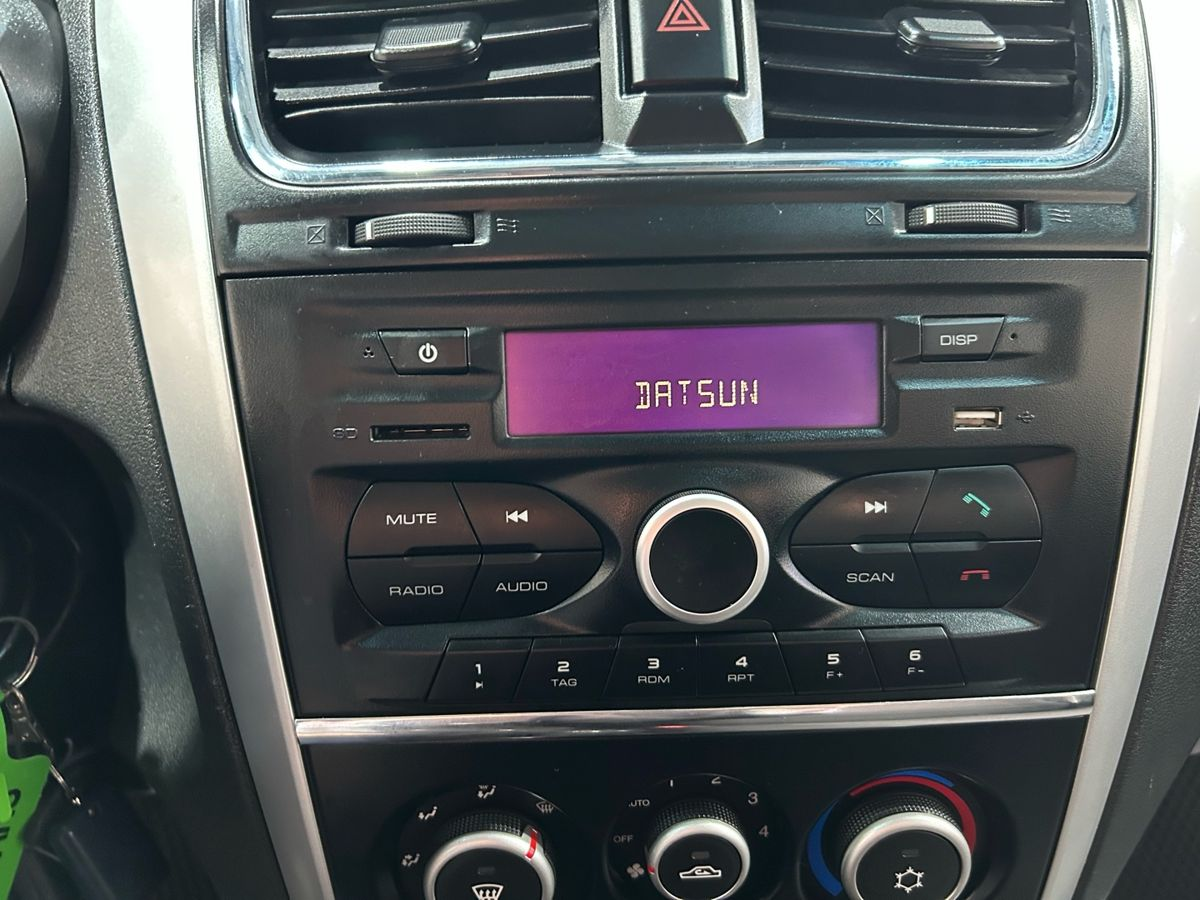 DISP
DATSUN
SD
MUTE
RADIO
AUDIO
SCAN
1
2
TAG
3
RDM
4
RPT
5
F+
6
F-
OFF
AUTO
1
2
3
4